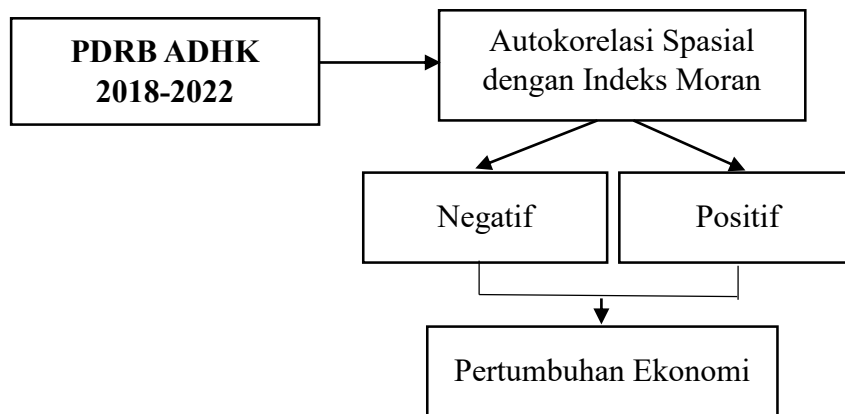 PDRB ADHK
2018-2022
Autokorelasi Spasial
dengan Indeks Moran
Negatif
Positif
Pertumbuhan Ekonomi